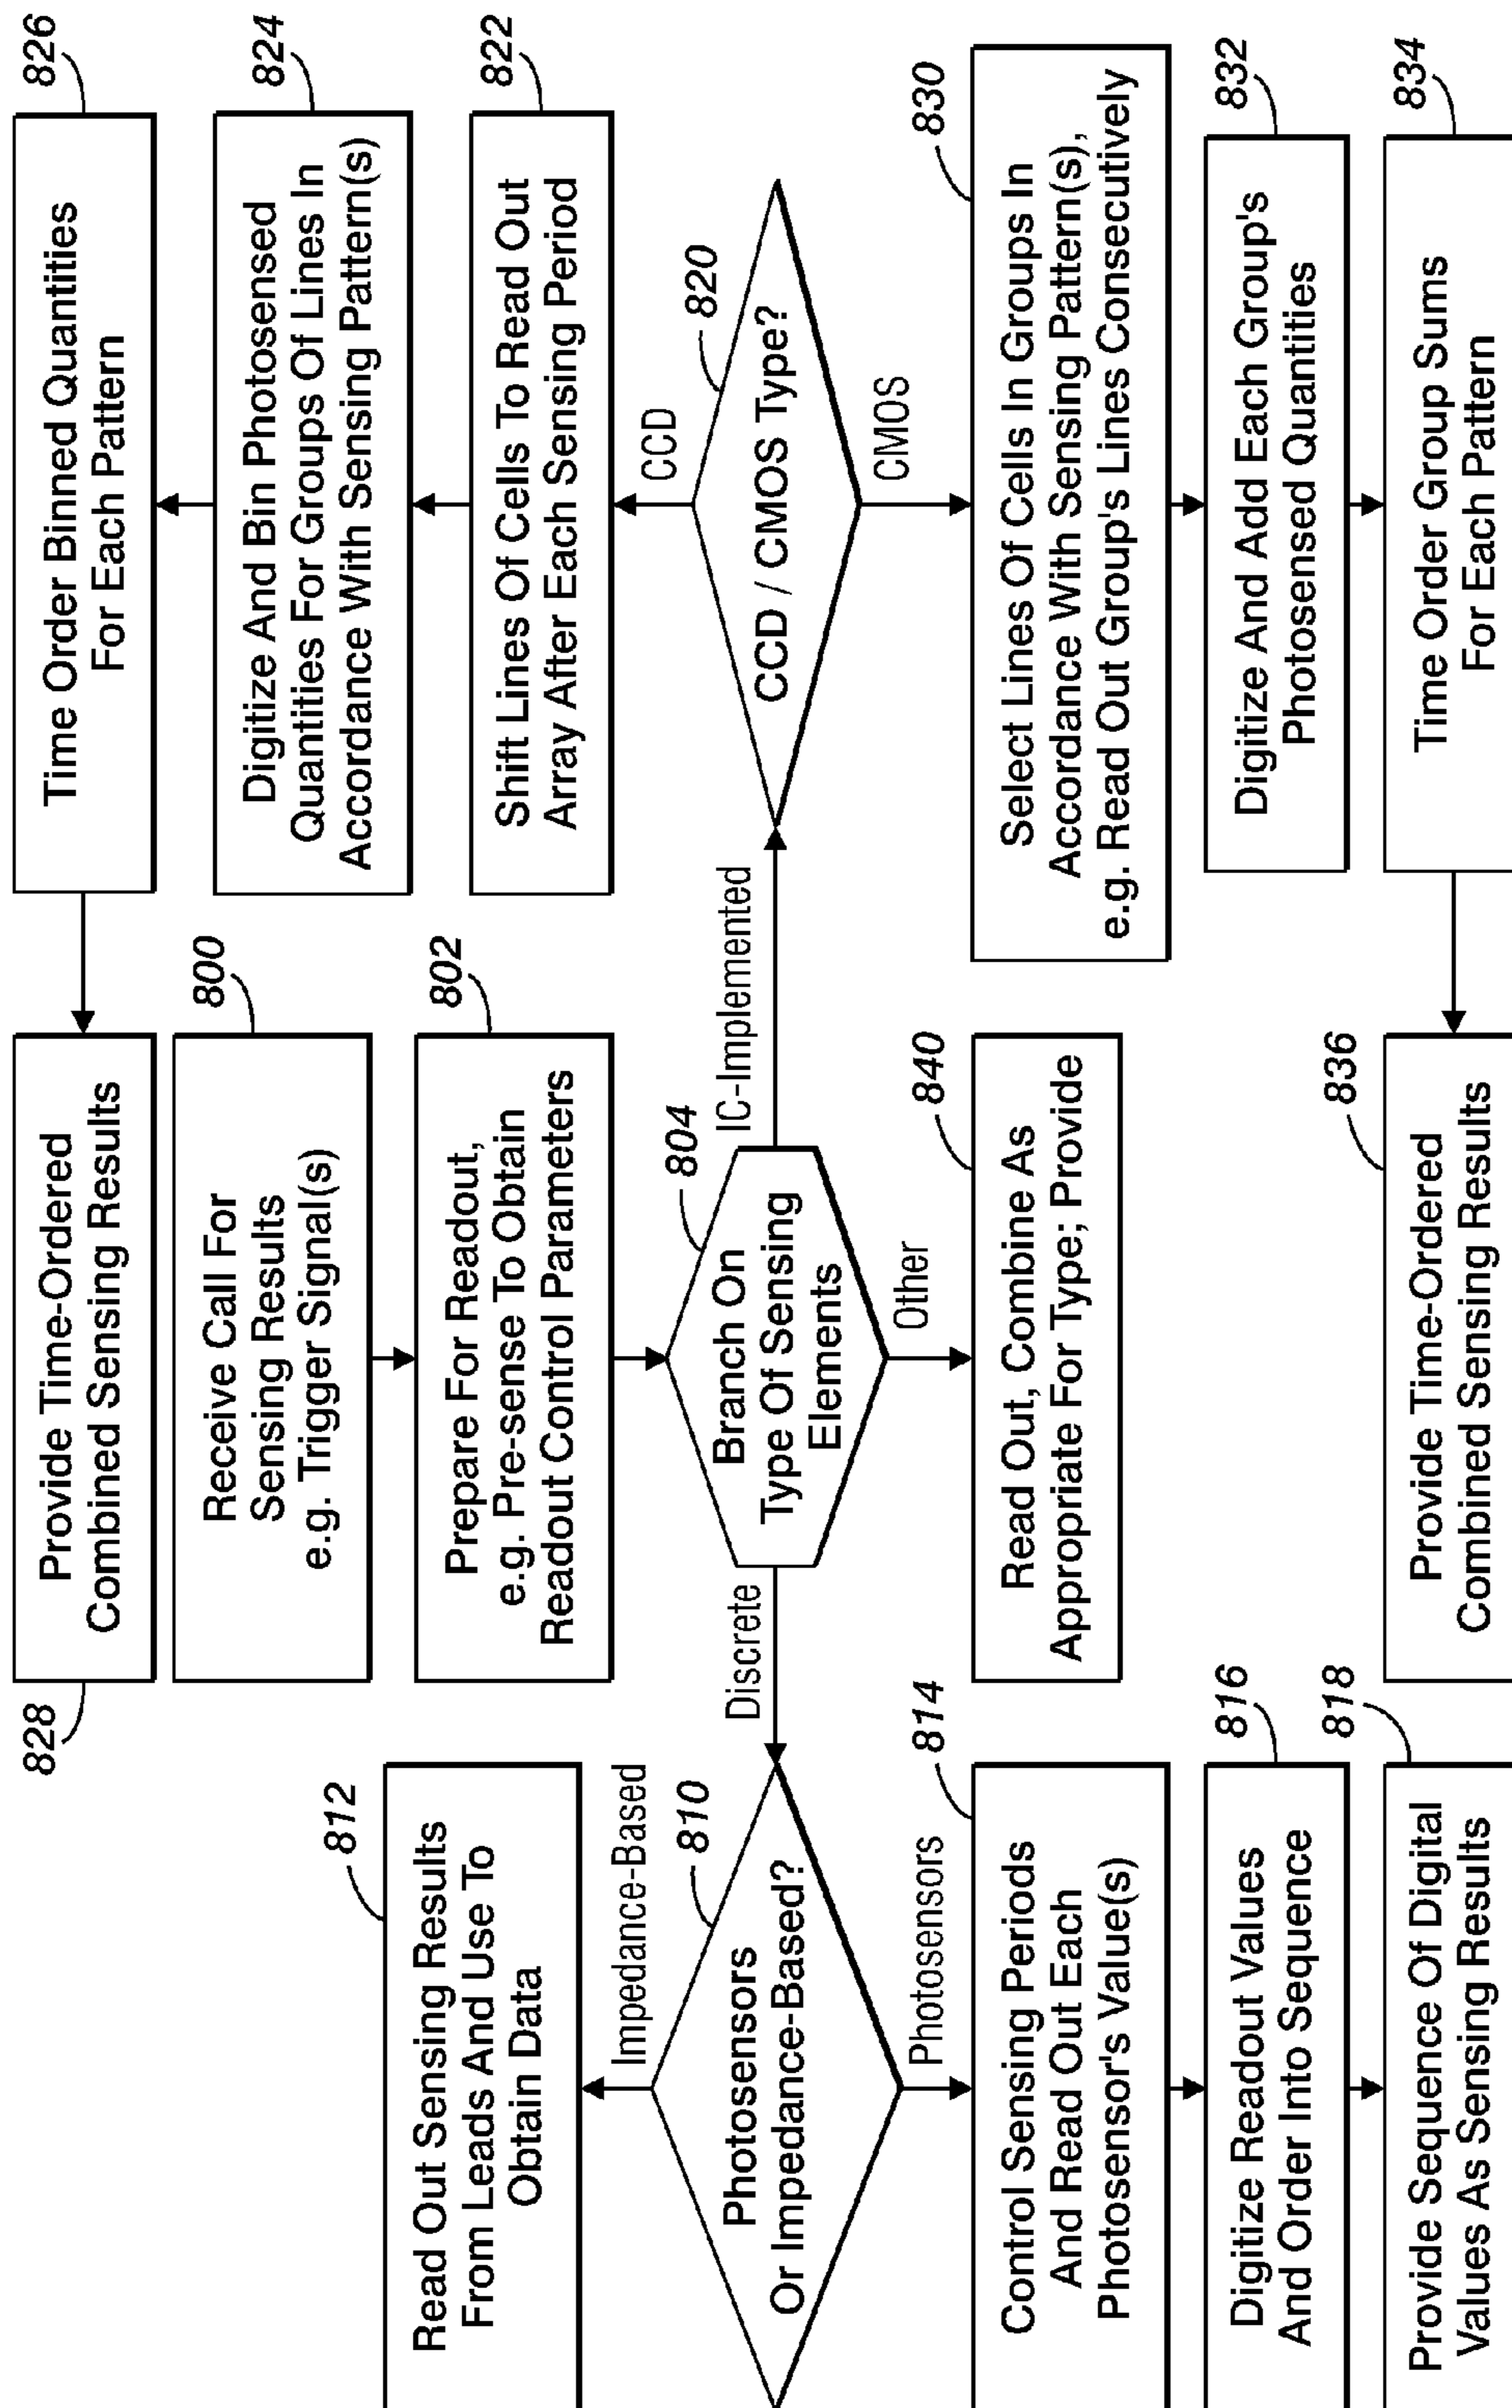 828
Provide Time-Ordered
Combined Sensing Results
Time Order Binned Quantities
For Each Pattern
826
800
Receive Call For
Sensing Results
e.g. Trigger Signal(s)
824
Digitize And Bin Photosensed
Quantities For Groups Of Lines In
Accordance With Sensing Pattern(s)
812
Read Out Sensing Results
From Leads And Use To
Obtain Data
802
Prepare For Readout,
e.g. Pre-sense To Obtain
Readout Control Parameters
822
Shift Lines Of Cells To Read Out
Array After Each Sensing Period
Impedance-Based
CCD
810
Photosensors
Or Impedance-Based?
Discrete
804
Branch On
Type Of Sensing
Elements
IC-Implemented
820
CCD / CMOS Type?
Photosensors
Other
CMOS
814
Control Sensing Periods
And Read Out Each
Photosensor's Value(s)
840
Read Out, Combine As
Appropriate For Type; Provide
830
Select Lines Of Cells In Groups In
Accordance With Sensing Pattern(s),
e.g. Read Out Group's Lines Consecutively
816
Digitize Readout Values
And Order Into Sequence
832
Digitize And Add Each Group's
Photosensed Quantities
818
Provide Sequence Of Digital
Values As Sensing Results
836
Provide Time-Ordered
Combined Sensing Results
834
Time Order Group Sums
For Each Pattern